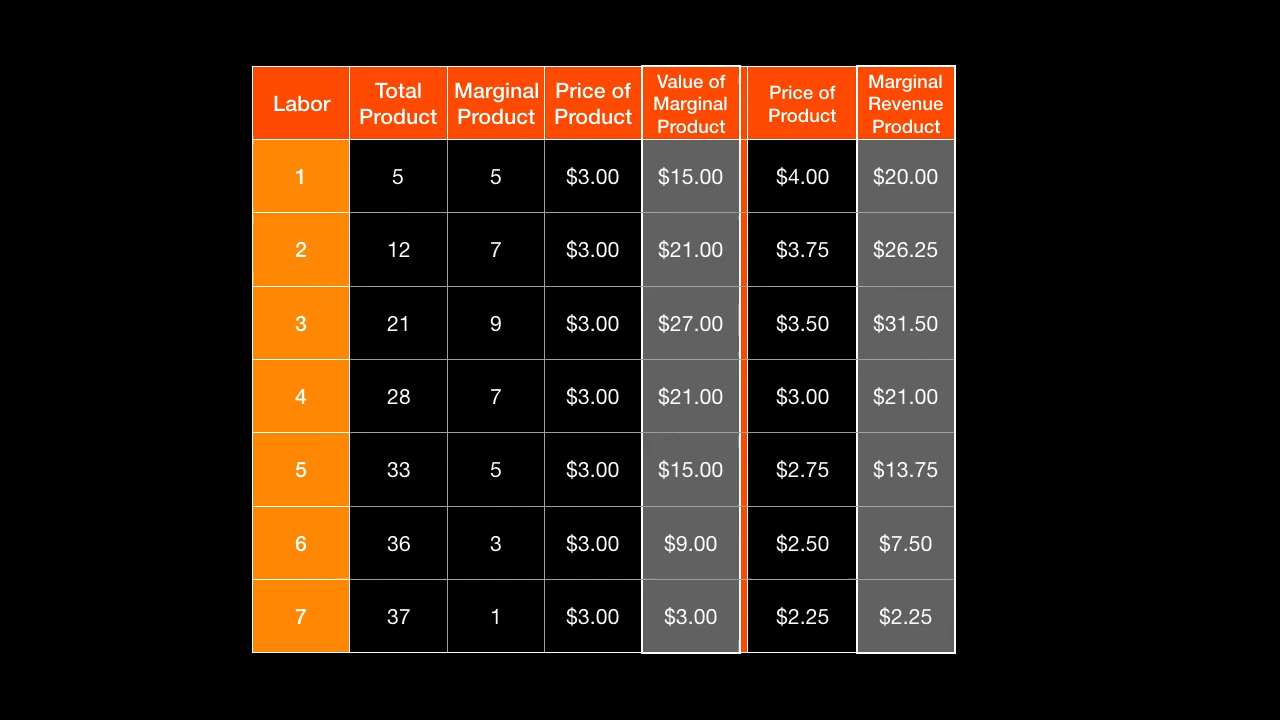 Labor Total Product Marginal Product Price of Product Value of Marginal Product Price of Product Marginal Revenue Product
1 5 5 $3.00 $15.00 $4.00 $20.00
2 12 7 $3.00 $21.00 $3.75 $26.25
3 21 9 $3.00 $27.00 $3.50 $31.50
4 28 7 $3.00 $21.00 $3.00 $21.00
5 33 5 $3.00 $15.00 $2.75 $13.75
6 36 3 $3.00 $9.00 $2.50 $7.50
7 37 1 $3.00 $3.00 $2.25 $2.25